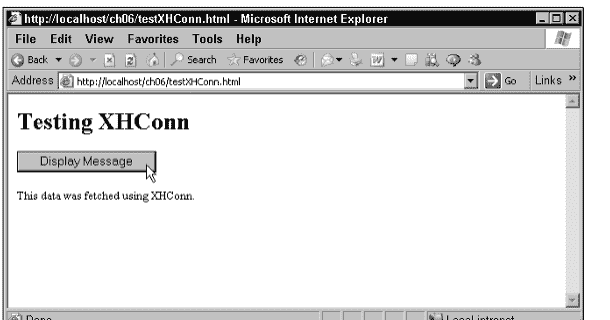 http://localhost/ch06/testXHConn.html - Microsoft Internet Explorer
File Edit View Favorites Tools Help
Back Search Favorites
Address http://localhost/ch06/testXHConn.html Go Links »
Testing XHConn
Display Message
This data was fetched using XHConn.
Done Local intranet